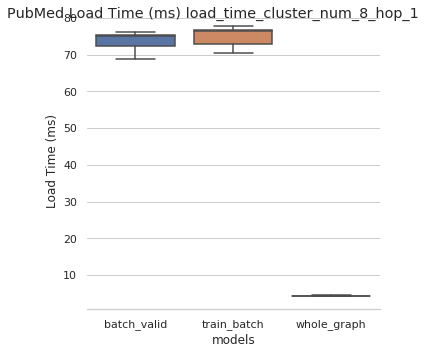 PubMed Load Time (ms) load_time_cluster_num_8_hop_1
80
70
60
50
40
30
20
10
Load Time (ms)
batch_valid train_batch whole_graph
models